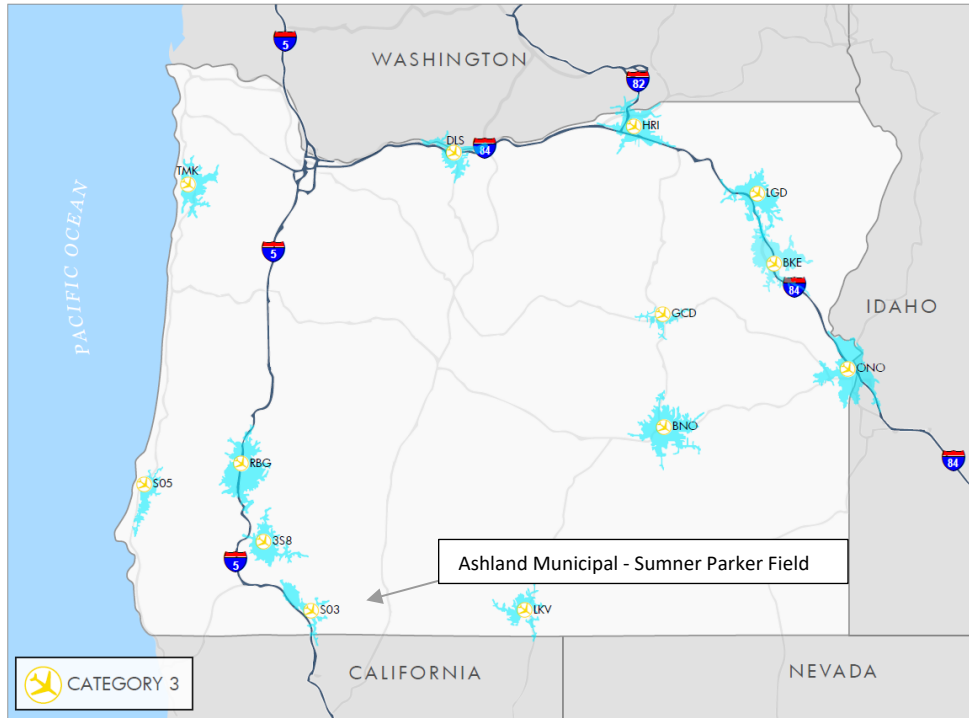 5
WASHINGTON
82
HRI
DLS
84
TMK
LGD
5
PACIFIC OCEAN
BKE
84
IDAHO
GCD
ONO
BNO
84
RBG
S05
3S8
5
Ashland Municipal - Sumner Parker Field
S03
LKV
CATEGORY 3
CALIFORNIA
NEVADA